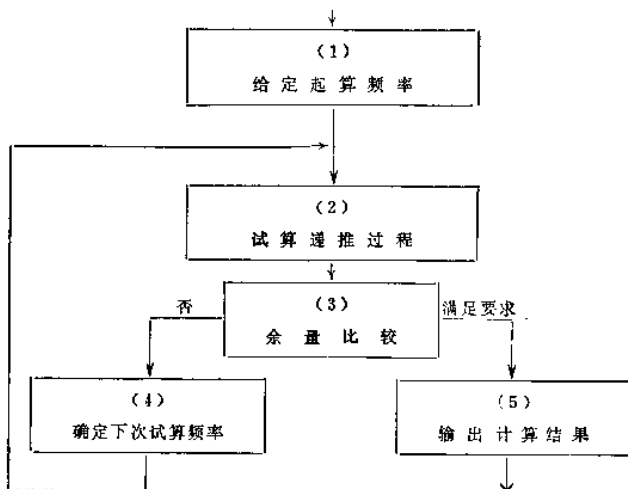 (1)
给定起算频率
(2)
试算递推过程
(3)
余量比较
否
满足要求
(4)
确定下次试算频率
(5)
输出计算结果